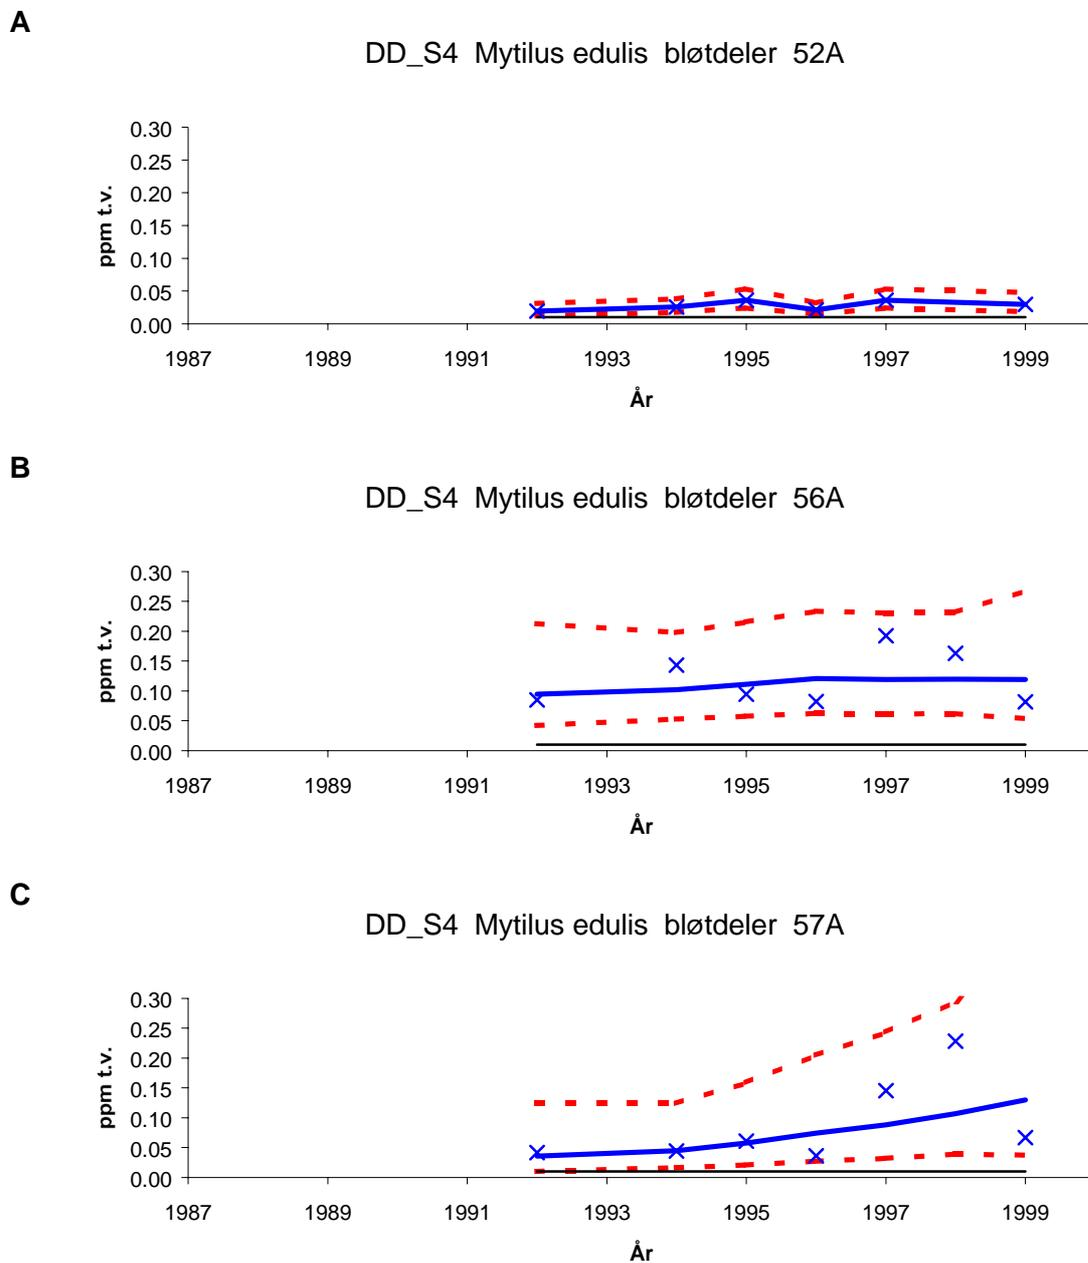 A
DD_S4 Mytilus edulis bløtdeler 52A
0.30
0.25
0.20
0.15
0.10
0.05
0.00
ppm t.v.
1987 1989 1991 1993 1995 1997 1999
År
B
DD_S4 Mytilus edulis bløtdeler 56A
0.30
0.25
0.20
0.15
0.10
0.05
0.00
ppm t.v.
1987 1989 1991 1993 1995 1997 1999
År
C
DD_S4 Mytilus edulis bløtdeler 57A
0.30
0.25
0.20
0.15
0.10
0.05
0.00
ppm t.v.
1987 1989 1991 1993 1995 1997 1999
År